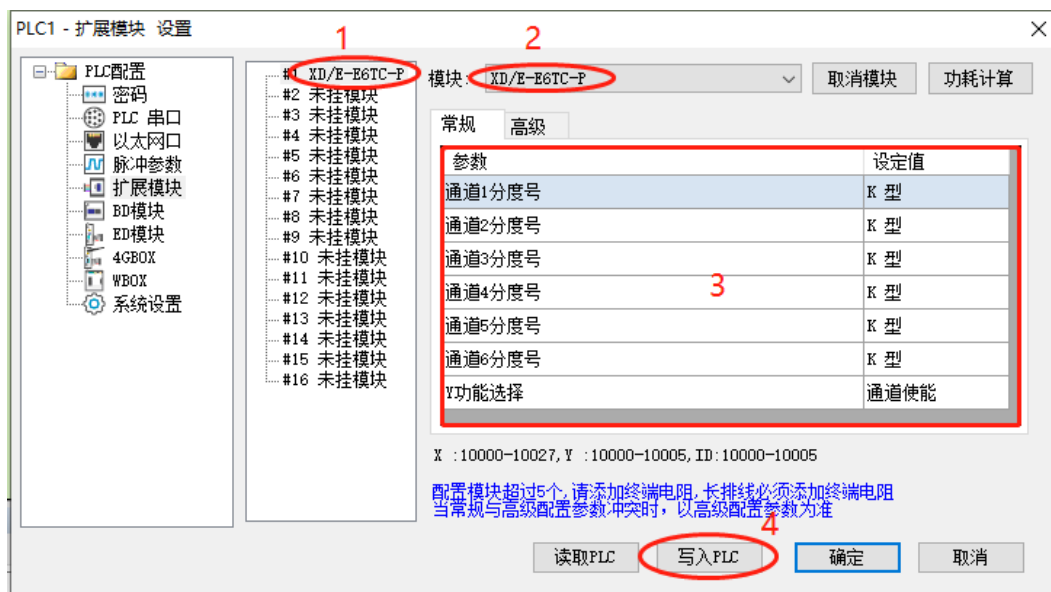 PLC1 - 扩展模块 设置
PLC配置
密码
PLC 串口
以太网口
脉冲参数
扩展模块
BD模块
ED模块
4GBOX
WBOX
系统设置
1
#1 XD/E-E6TC-P
#2 未挂模块
#3 未挂模块
#4 未挂模块
#5 未挂模块
#6 未挂模块
#7 未挂模块
#8 未挂模块
#9 未挂模块
#10 未挂模块
#11 未挂模块
#12 未挂模块
#13 未挂模块
#14 未挂模块
#15 未挂模块
#16 未挂模块
2
模块: XD/E-E6TC-P 取消模块 功耗计算
常规 高级
参数 设定值
通道1分度号 K 型
通道2分度号 K 型
通道3分度号 K 型
通道4分度号 K 型
3
通道5分度号 K 型
通道6分度号 K 型
Y功能选择 通道使能
X :10000-10027,Y :10000-10005,ID:10000-10005
配置模块超过5个,请添加终端电阻,长排线必须添加终端电阻
当常规与高级配置参数冲突时，以高级配置参数为准
4
读取PLC 写入PLC 确定 取消